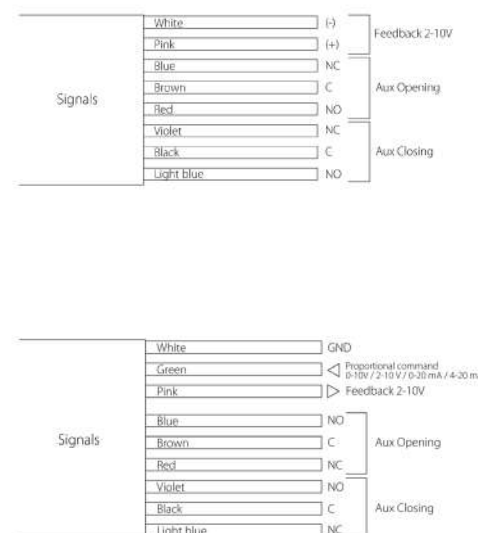 White (-)
Feedback 2-10V
Pink (+)
Blue NC
Brown C Aux Opening
Signals
Red NO
Violet NC
Black C Aux Closing
Light blue NO
White GND
Green Proportional command
0-10V / 2-10 V / 0-20 mA / 4-20 m
Pink Feedback 2-10V
Blue NO
Signals Brown C Aux Opening
Red NC
Violet NO
Black C Aux Closing
Light blue NC